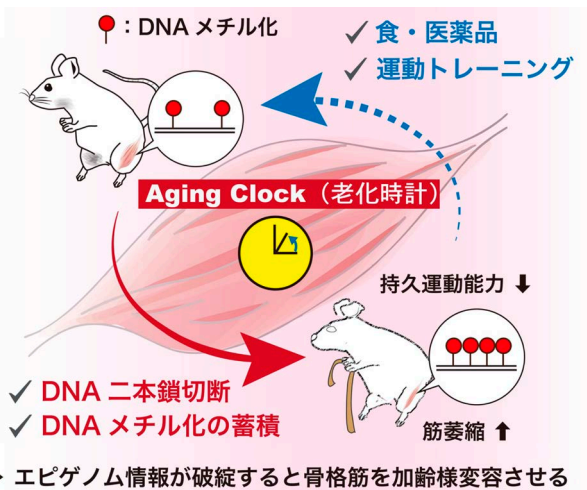 ：DNA メチル化
✓ 食・医薬品
✓ 運動トレーニング
Aging Clock（老化時計）
持久運動能力 ⬇
✓ DNA 二本鎖切断
✓ DNA メチル化の蓄積
筋萎縮 ⬆
エピゲノム情報が破綻すると骨格筋を加齢様変容させる